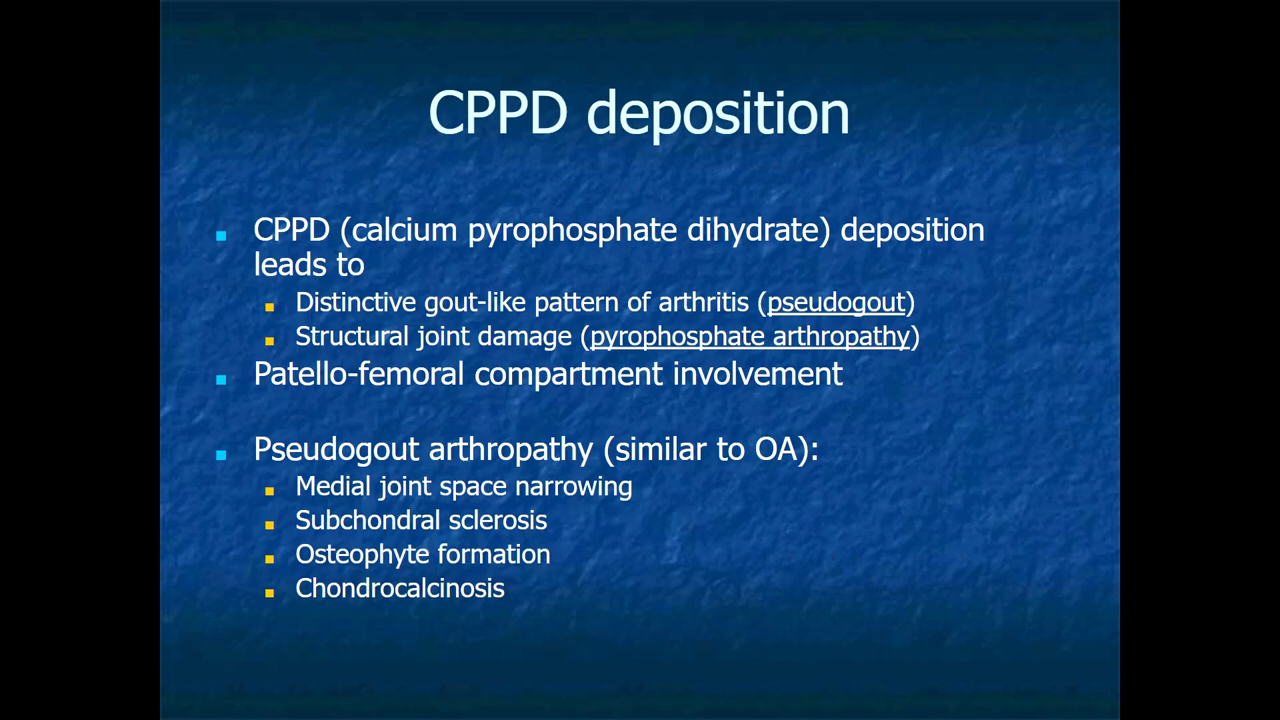 CPPD deposition
CPPD (calcium pyrophosphate dihydrate) deposition
leads to
Distinctive gout-like pattern of arthritis (pseudogout)
Structural joint damage (pyrophosphate arthropathy)
Patello-femoral compartment involvement
Pseudogout arthropathy (similar to OA):
Medial joint space narrowing
Subchondral sclerosis
Osteophyte formation
Chondrocalcinosis